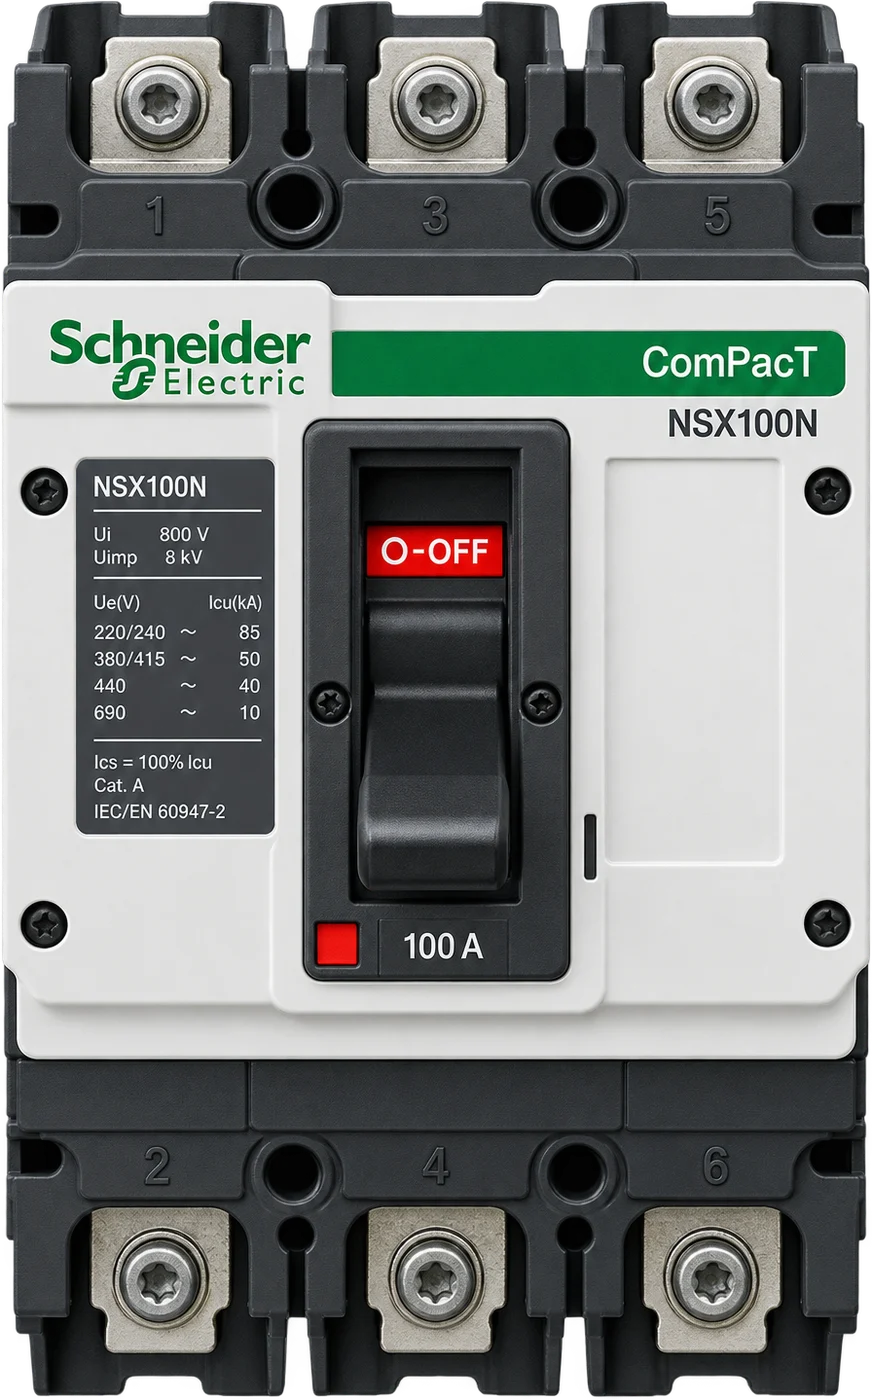 1 3 5
Schneider
Electric
ComPacT
NSX100N
NSX100N
Ui 800 V
Uimp 8 kV
Ue(V) Icu(kA)
220/240 ~ 85
380/415 ~ 50
440 ~ 40
690 ~ 10
Ics = 100% Icu
Cat. A
IEC/EN 60947-2
O-OFF
100 A
2 4 6